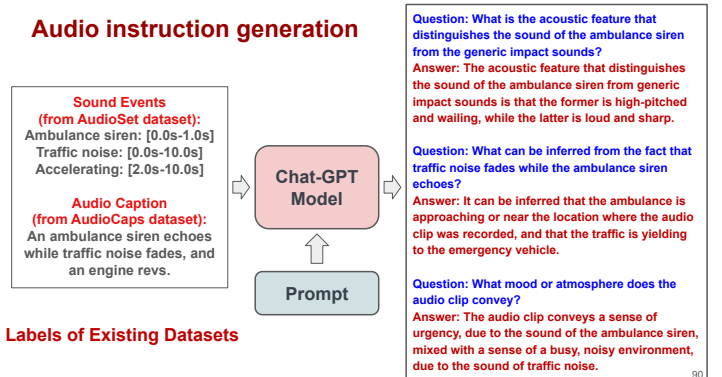 Audio instruction generation
Sound Events
(from AudioSet dataset):
Ambulance siren: [0.0s-1.0s]
Traffic noise: [0.0s-10.0s]
Accelerating: [2.0s-10.0s]
Audio Caption
(from AudioCaps dataset):
An ambulance siren echoes
while traffic noise fades, and
an engine revs.
Labels of Existing Datasets
Chat-GPT
Model
Prompt
Question: What is the acoustic feature that
distinguishes the sound of the ambulance siren
from the generic impact sounds?
Answer: The acoustic feature that distinguishes
the sound of the ambulance siren from generic
impact sounds is that the former is high-pitched
and wailing, while the latter is loud and sharp.
Question: What can be inferred from the fact that
traffic noise fades while the ambulance siren
echoes?
Answer: It can be inferred that the ambulance is
approaching or near the location where the audio
clip was recorded, and that the traffic is yielding
to the emergency vehicle.
Question: What mood or atmosphere does the
audio clip convey?
Answer: The audio clip conveys a sense of
urgency, due to the sound of the ambulance siren,
mixed with a sense of a busy, noisy environment,
due to the sound of traffic noise.
90